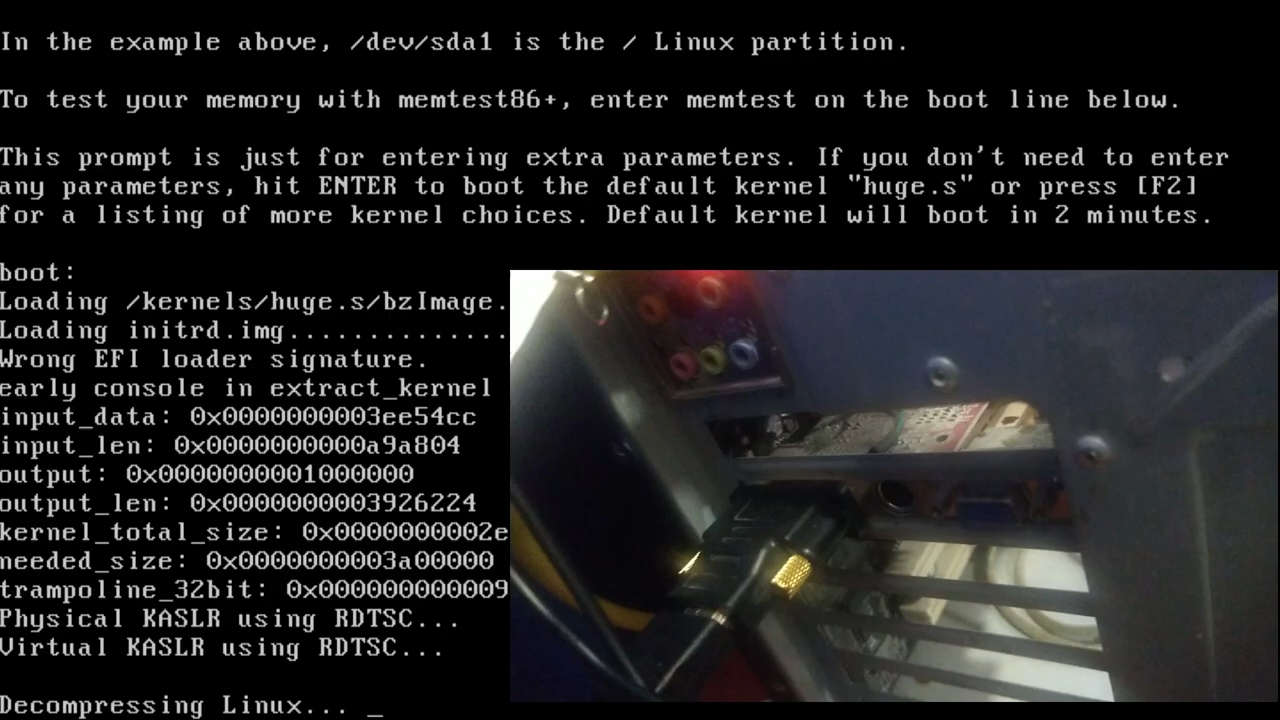 In the example above, /dev/sda1 is the / Linux partition.
To test your memory with memtest86+, enter memtest on the boot line below.
This prompt is just for entering extra parameters. If you don't need to enter
any parameters, hit ENTER to boot the default kernel "huge.s" or press [F2]
for a listing of more kernel choices. Default kernel will boot in 2 minutes.
boot:
Loading /kernels/huge.s/bzImage.
Loading initrd.img..............
Wrong EFI loader signature.
early console in extract_kernel
input_data: 0x0000000003ee54cc
input_len: 0x0000000000a9a804
output: 0x0000000001000000
output_len: 0x0000000003926224
kernel_total_size: 0x0000000002e
needed_size: 0x0000000003a00000
trampoline_32bit: 0x000000000009
Physical KASLR using RDTSC...
Virtual KASLR using RDTSC...
Decompressing Linux... _